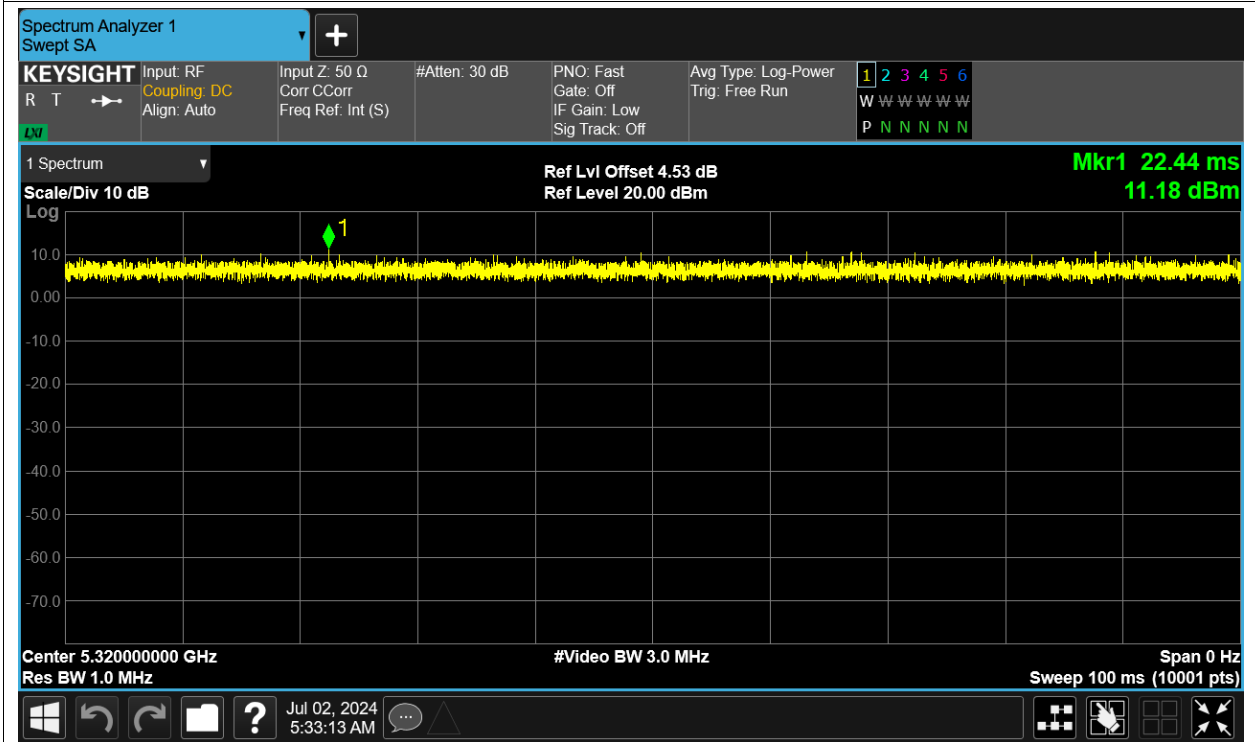 Spectrum Analyzer 1
Swept SA
+
KEYSIGHT
R T
LXI
Input: RF
Coupling: DC
Align: Auto
Input Z: 50 Ω
Corr CCorr
Freq Ref: Int (S)
#Atten: 30 dB
PNO: Fast
Gate: Off
IF Gain: Low
Sig Track: Off
Avg Type: Log-Power
Trig: Free Run
1 2 3 4 5 6
W W W W W W
P N N N N N
1 Spectrum
Scale/Div 10 dB
Log
Ref Lvl Offset 4.53 dB
Ref Level 20.00 dBm
Mkr1 22.44 ms
11.18 dBm
1
10.0
0.00
-10.0
-20.0
-30.0
-40.0
-50.0
-60.0
-70.0
Center 5.320000000 GHz
Res BW 1.0 MHz
#Video BW 3.0 MHz
Span 0 Hz
Sweep 100 ms (10001 pts)
?
Jul 02, 2024
5:33:13 AM